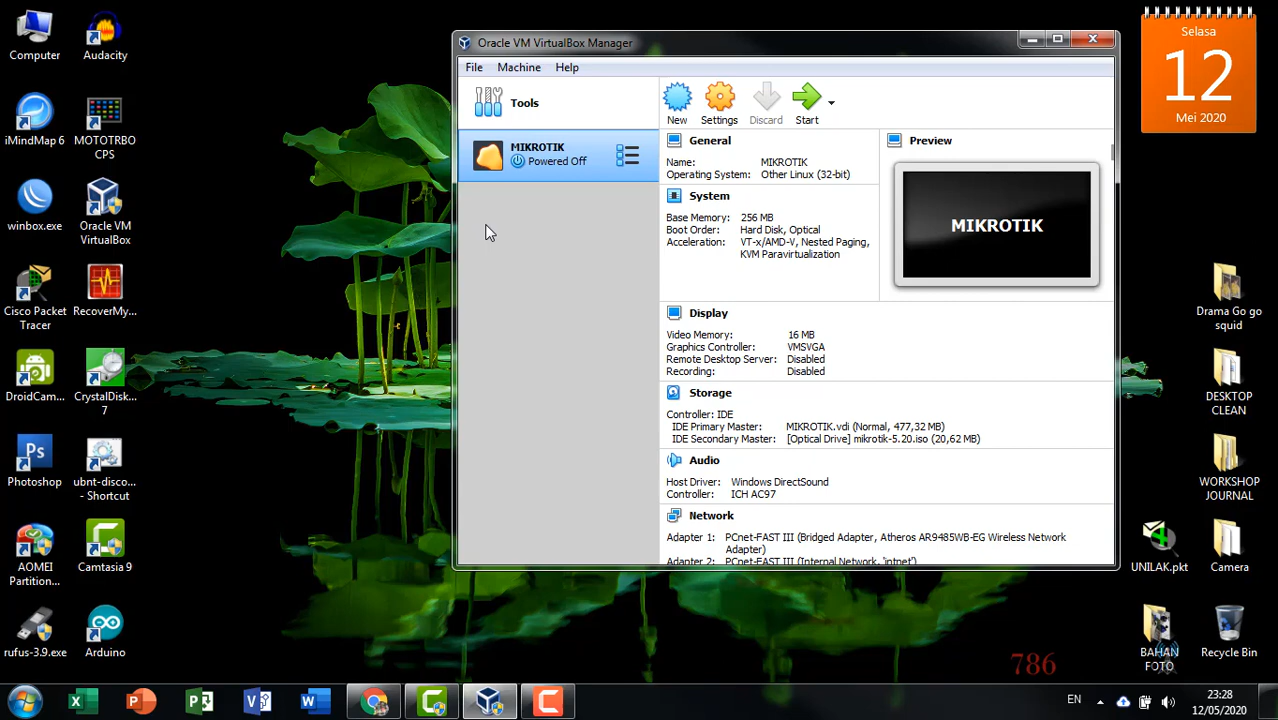 Computer
Audacity
iMindMap 6
MOTOTRBO
CPS
winbox.exe
Oracle VM
VirtualBox
Cisco Packet
Tracer
RecoverMy...
DroidCam...
CrystalDisk...
7
Photoshop
ubnt-disco...
- Shortcut
AOMEI
Partition...
Camtasia 9
rufus-3.9.exe
Arduino
Oracle VM VirtualBox Manager
File Machine Help
Tools
MIKROTIK
Powered Off
New Settings Discard Start
General
Name: MIKROTIK
Operating System: Other Linux (32-bit)
System
Base Memory: 256 MB
Boot Order: Hard Disk, Optical
Acceleration: VT-x/AMD-V, Nested Paging,
KVM Paravirtualization
Preview
MIKROTIK
Display
Video Memory: 16 MB
Graphics Controller: VMSVGA
Remote Desktop Server: Disabled
Recording: Disabled
Storage
Controller: IDE
IDE Primary Master: MIKROTIK.vdi (Normal, 477,32 MB)
IDE Secondary Master: [Optical Drive] mikrotik-5.20.iso (20,62 MB)
Audio
Host Driver: Windows DirectSound
Controller: ICH AC97
Network
Adapter 1: PCnet-FAST III (Bridged Adapter, Atheros AR9485WB-EG Wireless Network
Adapter)
Adapter 2: PCnet-FAST III (Internal Network, 'intnet')
Selasa
12
Mei 2020
Drama Go go
squid
DESKTOP
CLEAN
WORKSHOP
JOURNAL
UNILAK.pkt
Camera
BAHAN
FOTO
Recycle Bin
786
EN
23:28
12/05/2020